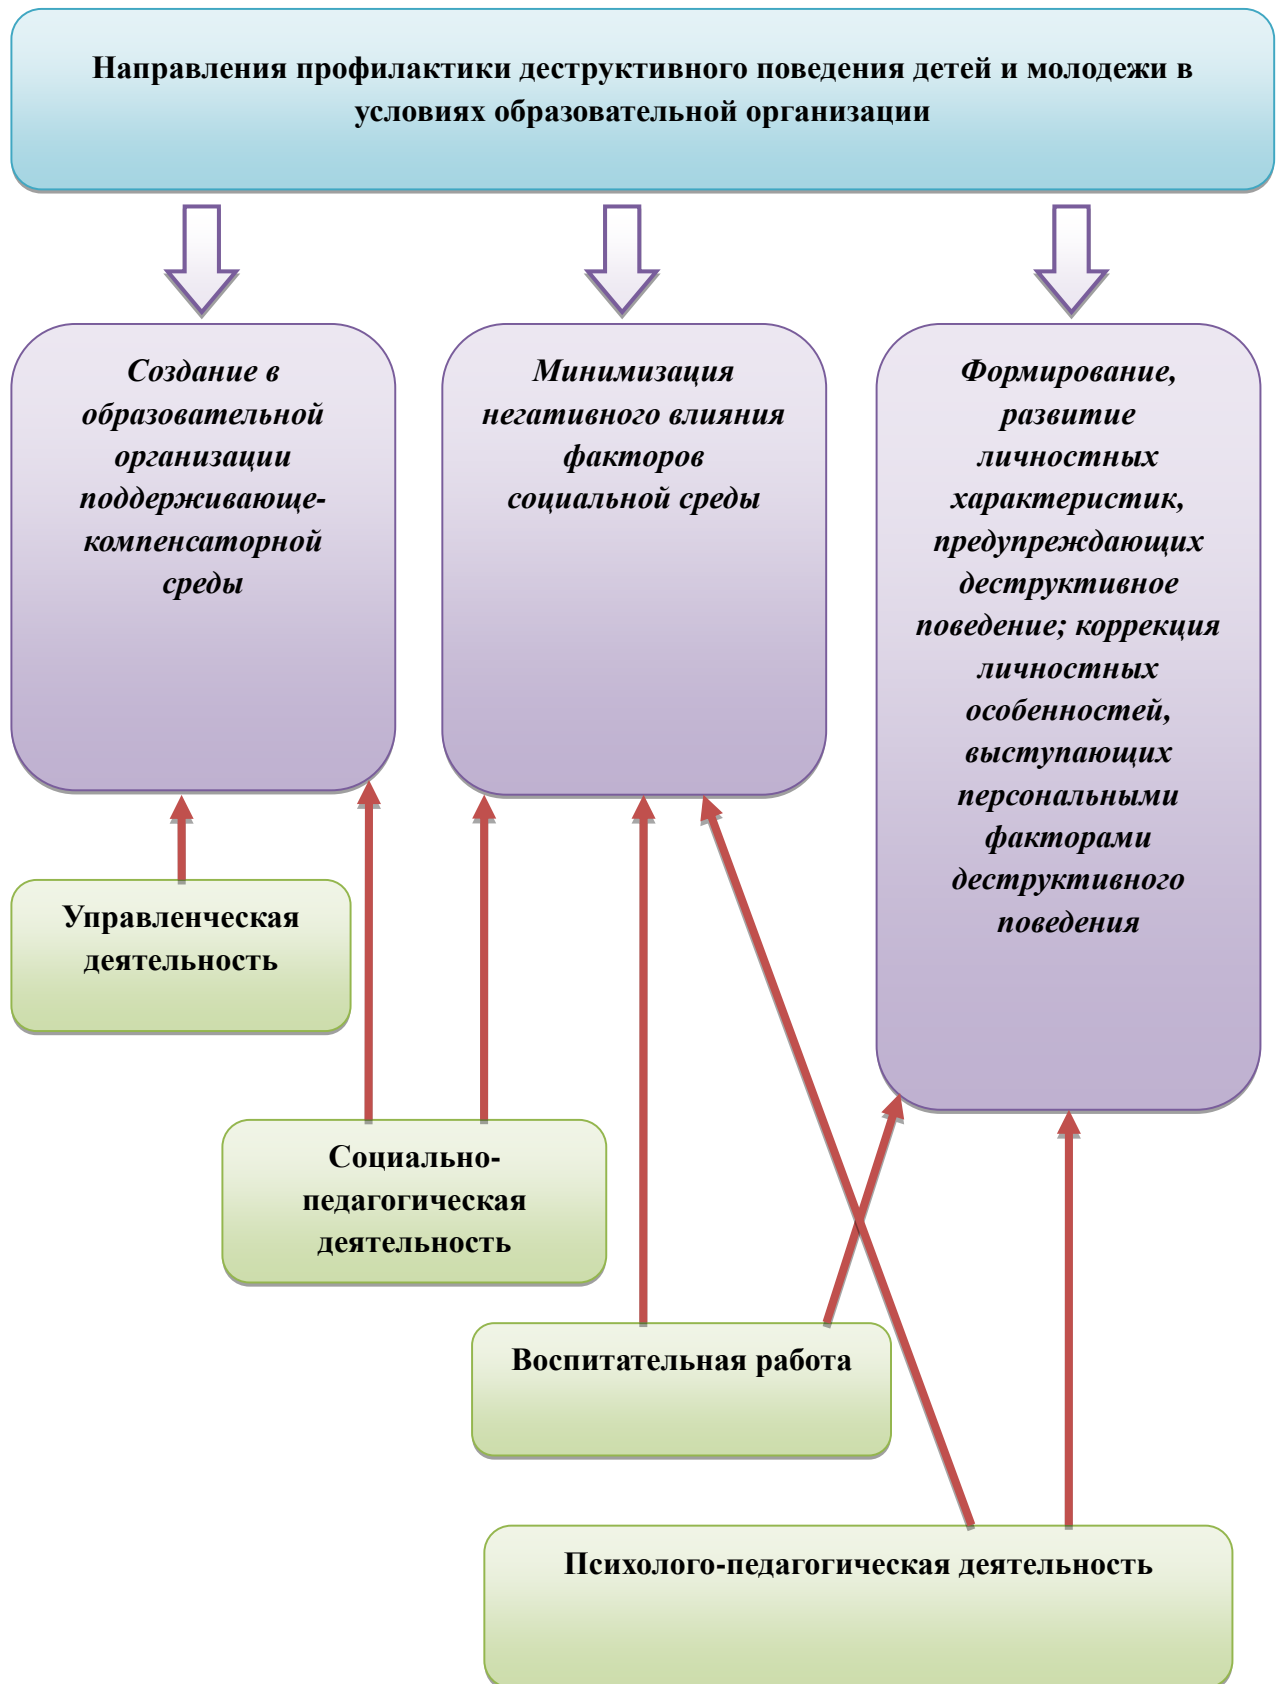 Направления профилактики деструктивного поведения детей и молодежи в
условиях образовательной организации
Создание в
образовательной
организации
поддерживающе-
компенсаторной
среды
Минимизация
негативного влияния
факторов
социальной среды
Формирование,
развитие
личностных
характеристик,
предупреждающих
деструктивное
поведение; коррекция
личностных
особенностей,
выступающих
персональными
факторами
деструктивного
поведения
Управленческая
деятельность
Социально-
педагогическая
деятельность
Воспитательная работа
Психолого-педагогическая деятельность